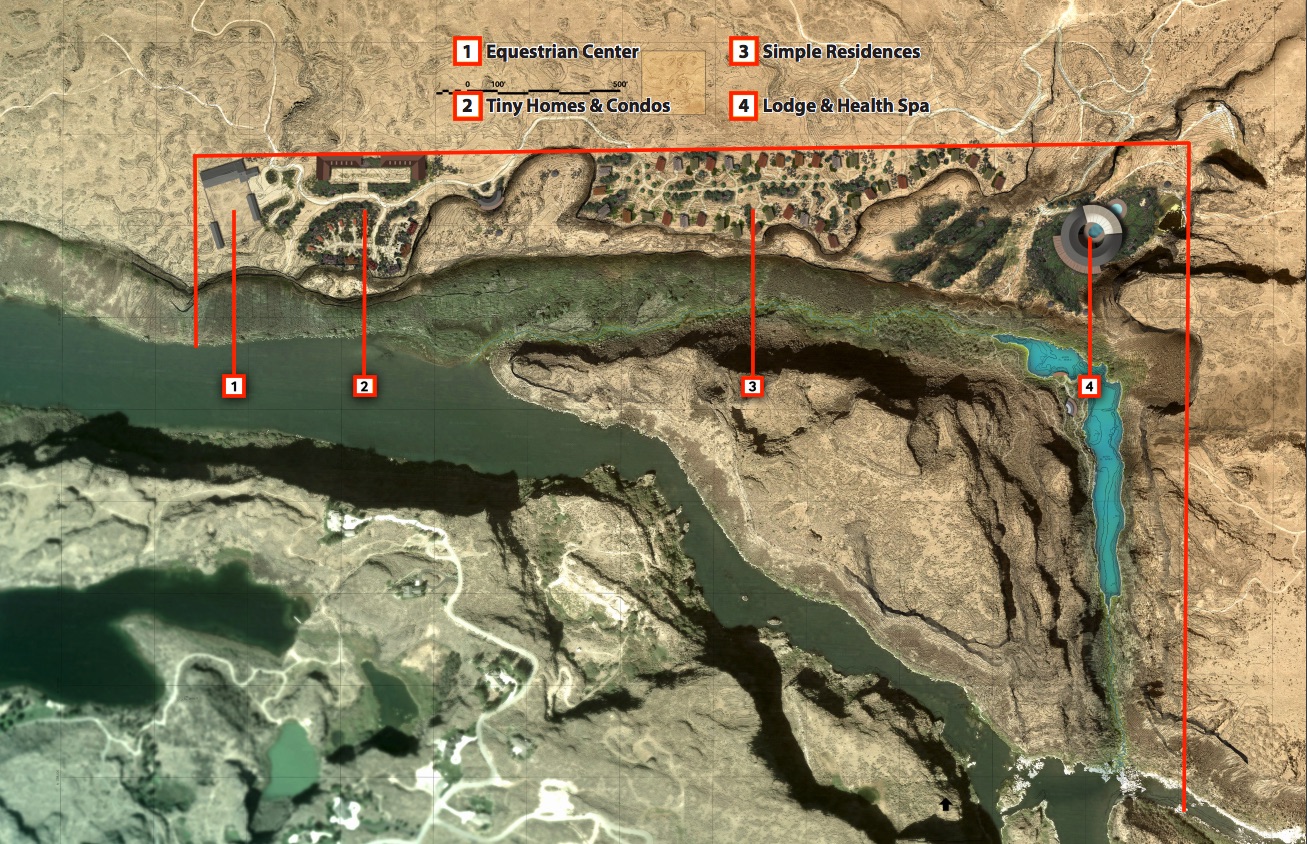 1 Equestrian Center
3 Simple Residences
0 100' 500'
2 Tiny Homes & Condos
4 Lodge & Health Spa
1
2
3
4